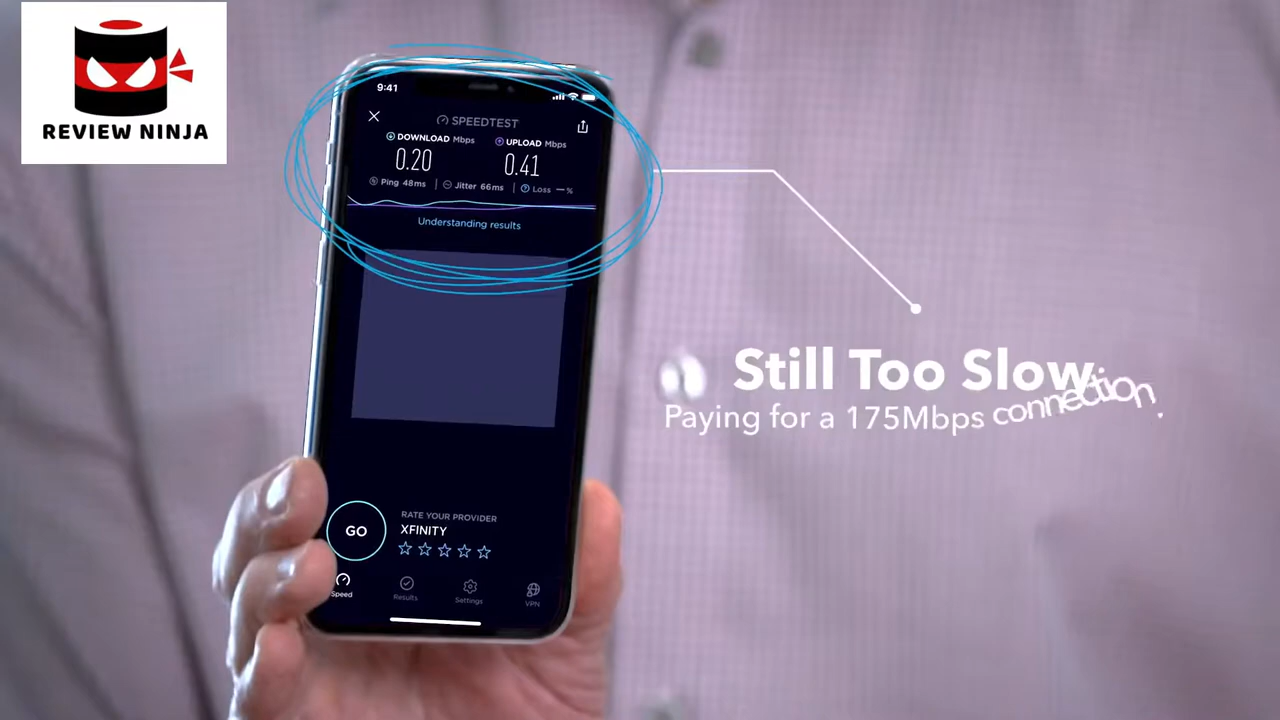 REVIEW NINJA
9:41
SPEEDTEST
DOWNLOAD Mbps
UPLOAD Mbps
0.20
0.41
Ping 48ms
Jitter 66ms
Loss — %
Understanding results
Still Too Slow
Paying for a 175Mbps connection.
RATE YOUR PROVIDER
GO
XFINITY
Speed
Results
Settings
VPN